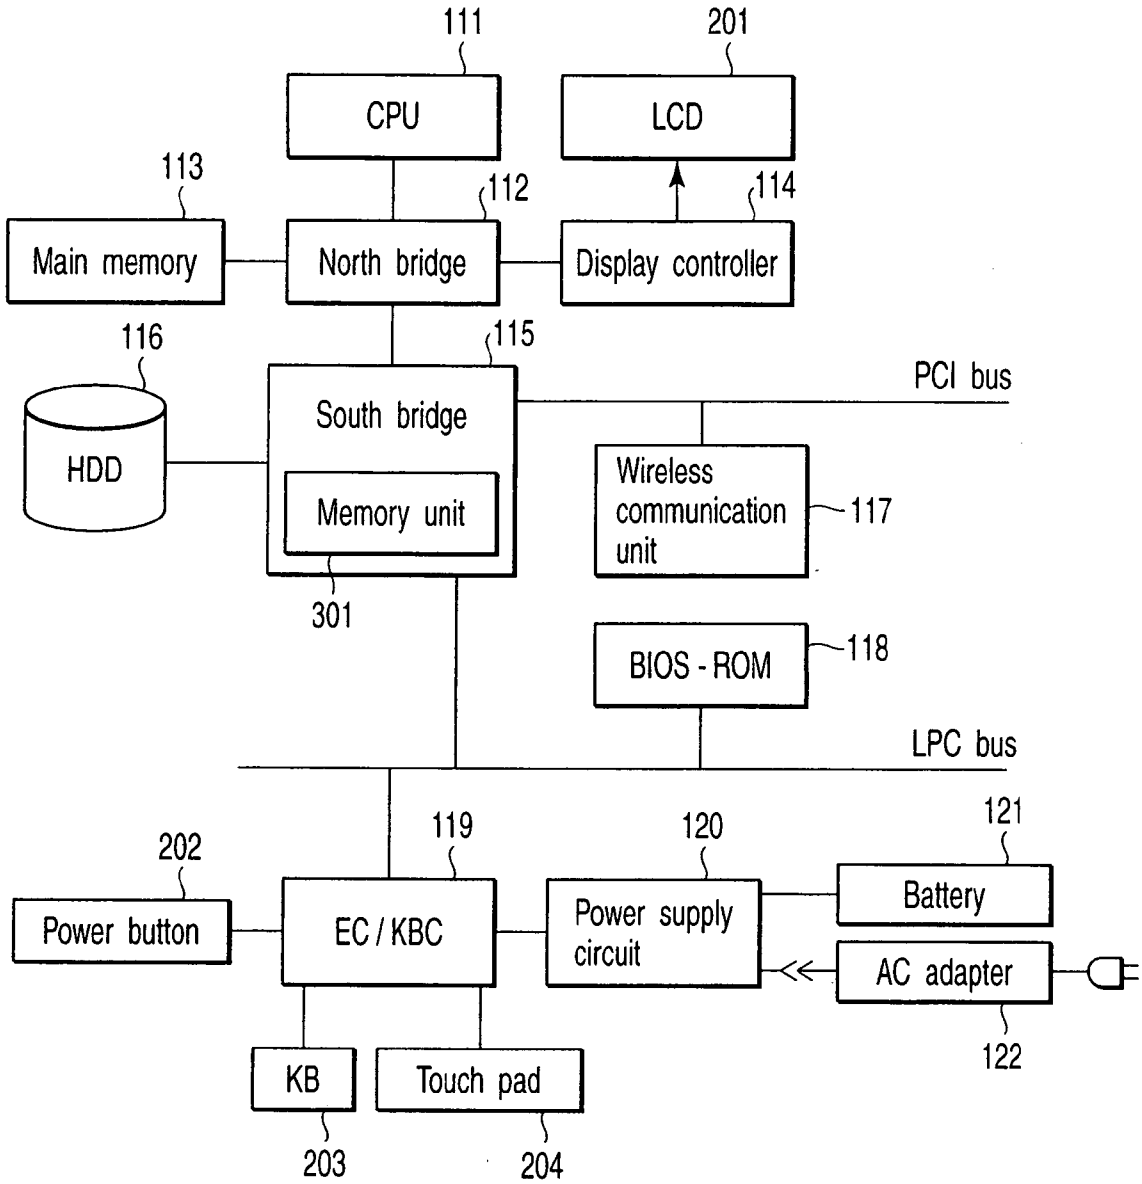 111
201
CPU
LCD
113
112
114
Main memory
North bridge
Display controller
116
115
PCI bus
South bridge
HDD
Wireless
communication
unit
Memory unit
117
301
118
BIOS - ROM
LPC bus
119
120
121
202
Battery
Power button
EC / KBC
Power supply
circuit
AC adapter
122
KB
Touch pad
203
204